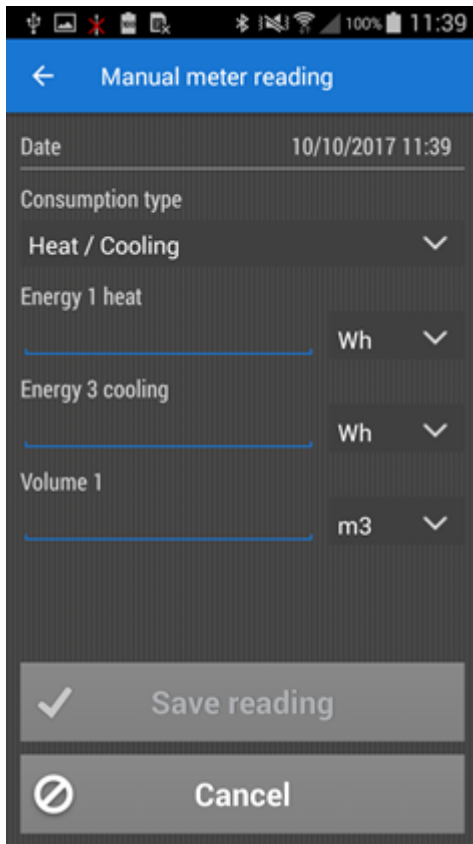 100% 11:39
Manual meter reading
Date 10/10/2017 11:39
Consumption type
Heat / Cooling
Energy 1 heat
Wh
Energy 3 cooling
Wh
Volume 1
m3
Save reading
Cancel